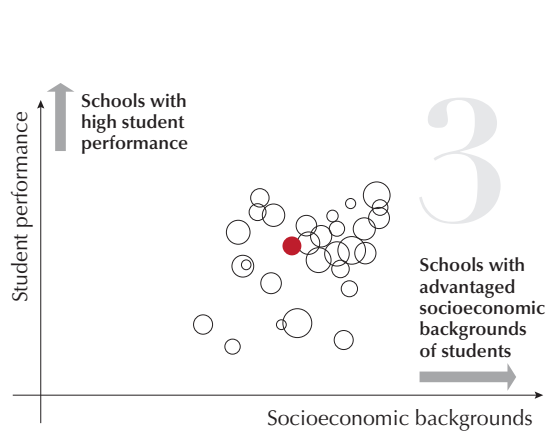 Schools with
high student
performance
3
Student performance
Schools with
advantaged
socioeconomic
backgrounds
of students
Socioeconomic backgrounds